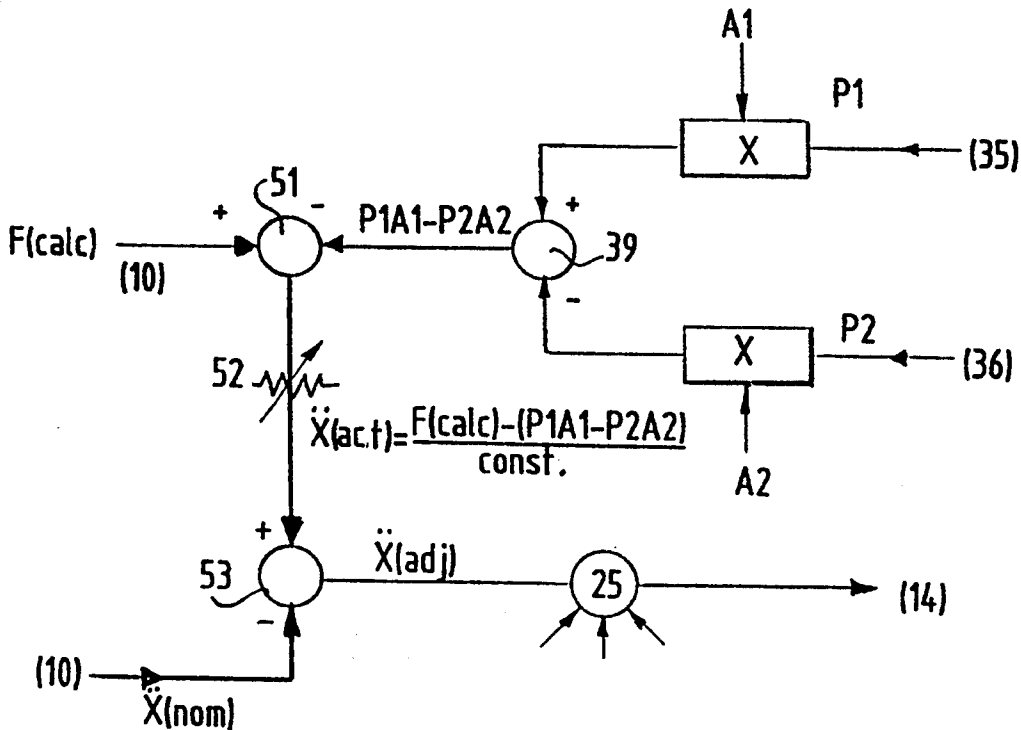 A1
P1
X
(35)
51
+
-
P1A1-P2A2
+
39
F(calc)
(10)
-
P2
X
(36)
52
Ẍ(ac.t)=F(calc)-(P1A1-P2A2)
const.
A2
+
Ẍ(adj)
53
25
(14)
-
(10)
Ẍ(nom)